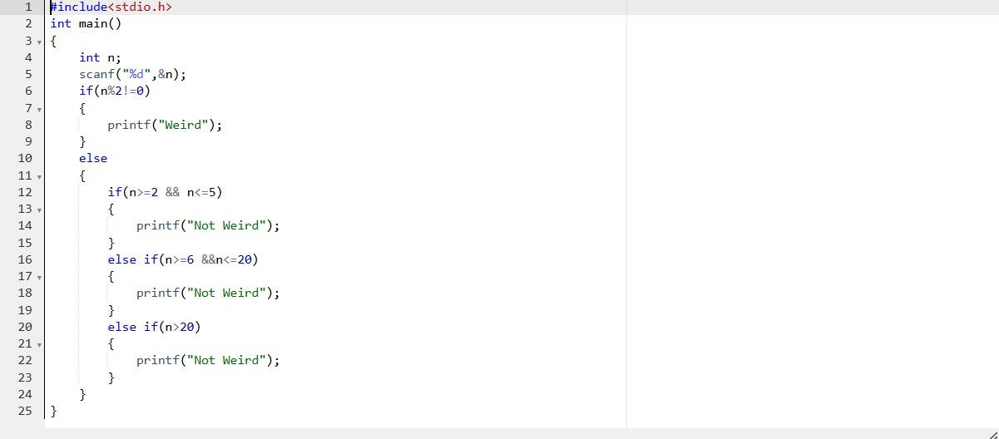 1 #include<stdio.h>
2 int main()
3 {
4     int n;
5     scanf("%d",&n);
6     if(n%2!=0)
7     {
8         printf("Weird");
9     }
10     else
11     {
12         if(n>=2 && n<=5)
13         {
14             printf("Not Weird");
15         }
16         else if(n>=6 &&n<=20)
17         {
18             printf("Not Weird");
19         }
20         else if(n>20)
21         {
22             printf("Not Weird");
23         }
24     }
25 }